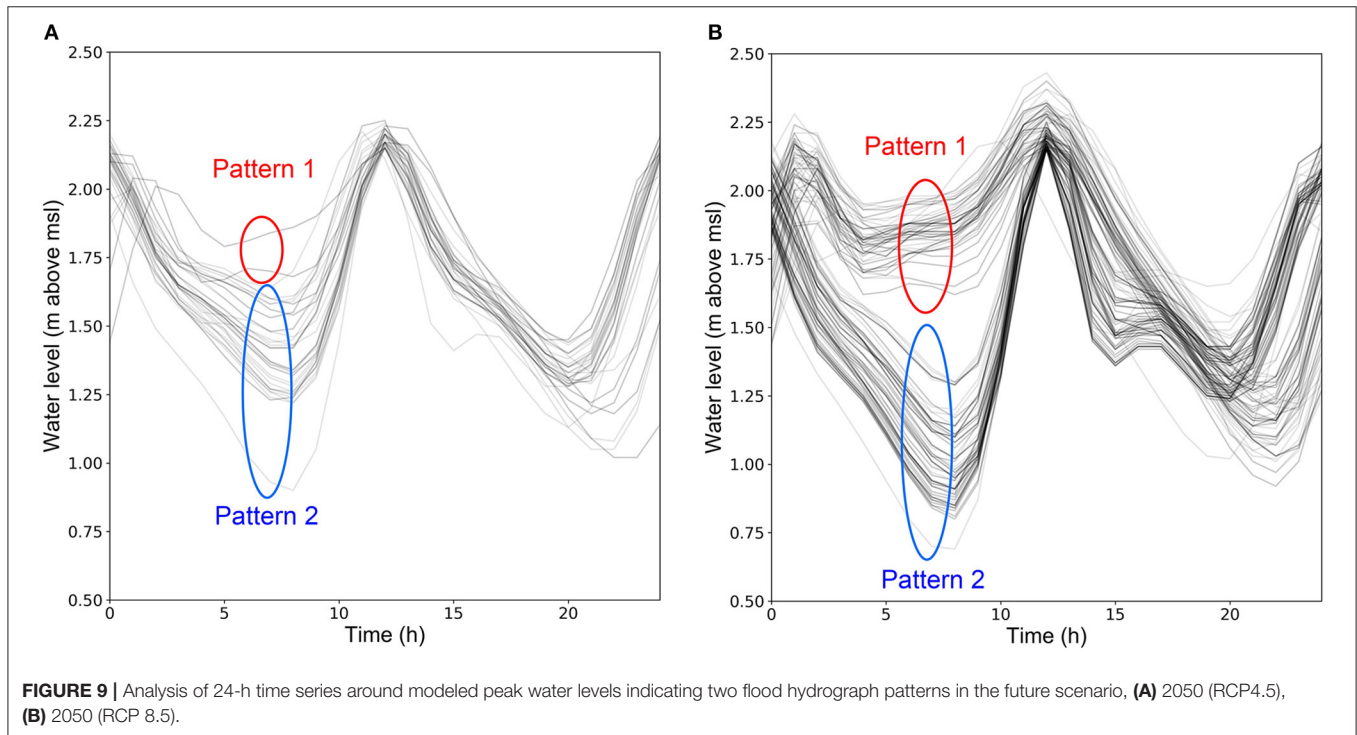 A
2.50
2.25
2.00
1.75
1.50
1.25
1.00
0.75
0.50
Water level (m above msl)
Pattern 1
Pattern 2
0
5
10
15
20
Time (h)
B
2.50
2.25
2.00
1.75
1.50
1.25
1.00
0.75
0.50
Water level (m above msl)
Pattern 1
Pattern 2
0
5
10
15
20
Time (h)
FIGURE 9 | Analysis of 24-h time series around modeled peak water levels indicating two flood hydrograph patterns in the future scenario, (A) 2050 (RCP4.5),
(B) 2050 (RCP 8.5).